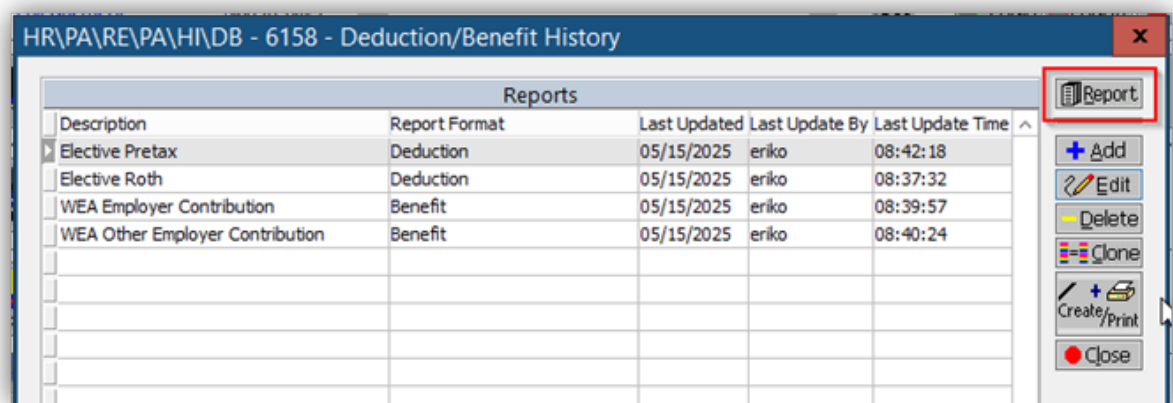 HR\PA\RE\PA\HI\DB - 6158 - Deduction/Benefit History
x
Reports
Report
Description Report Format Last Updated Last Update By Last Update Time
Elective Pretax Deduction 05/15/2025 eriko 08:42:18
Elective Roth Deduction 05/15/2025 eriko 08:37:32
WEA Employer Contribution Benefit 05/15/2025 eriko 08:39:57
WEA Other Employer Contribution Benefit 05/15/2025 eriko 08:40:24
Add
Edit
Delete
Clone
Create/Print
Close